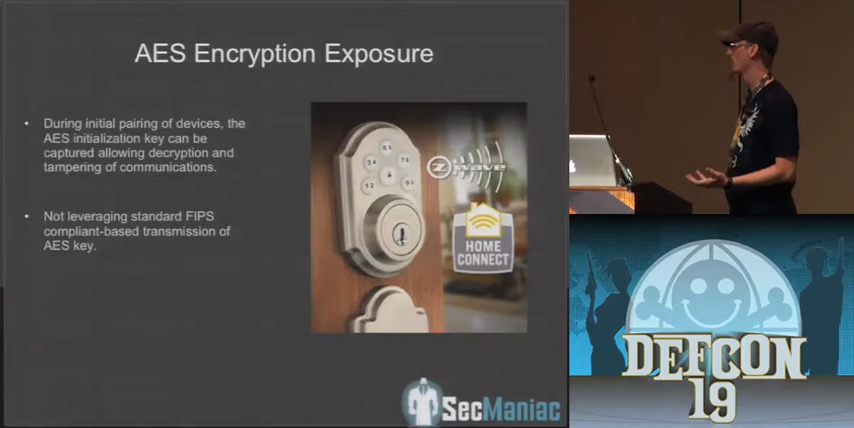 AES Encryption Exposure
• During initial pairing of devices, the
AES initialization key can be
captured allowing decryption and
tampering of communications.
• Not leveraging standard FIPS
compliant-based transmission of
AES key.
Z wave
HOME
CONNECT
SecManiac
DEFCON
19